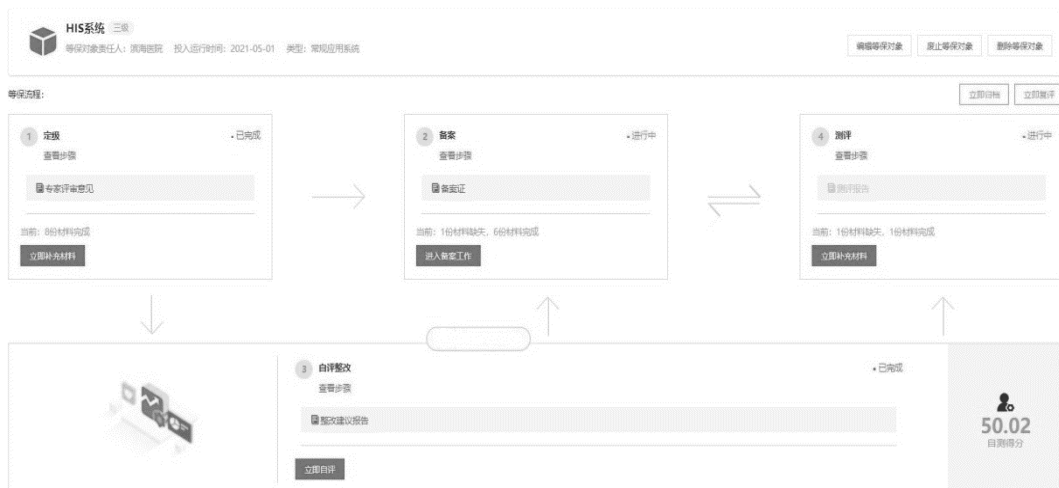 HIS系统 三级
等保对象责任人：滨海医院 投入运行时间：2021-05-01 类型：常规应用系统
编辑等保对象 废止等保对象 删除等保对象
等保流程：
立即归档 立即复评
1 定级 已完成
查看步骤
专家评审意见
当前：8份材料完成
立即补充材料
2 备案 进行中
查看步骤
备案证
当前：1份材料缺失，6份材料完成
进入备案工作
4 测评 进行中
查看步骤
测评报告
当前：1份材料缺失，1份材料完成
立即补充材料
3 自评整改 已完成
查看步骤
整改建议报告
立即自评
50.02
自测得分